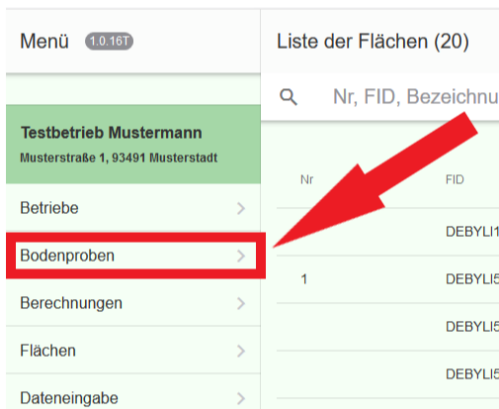 Menü 1.0.16T
Liste der Flächen (20)
Nr, FID, Bezeichnu
Testbetrieb Mustermann
Musterstraße 1, 93491 Musterstadt
Nr FID
Betriebe
DEBYLI1
Bodenproben
1 DEBYLI5
Berechnungen
DEBYLI5
Flächen
DEBYLI5
Dateneingabe